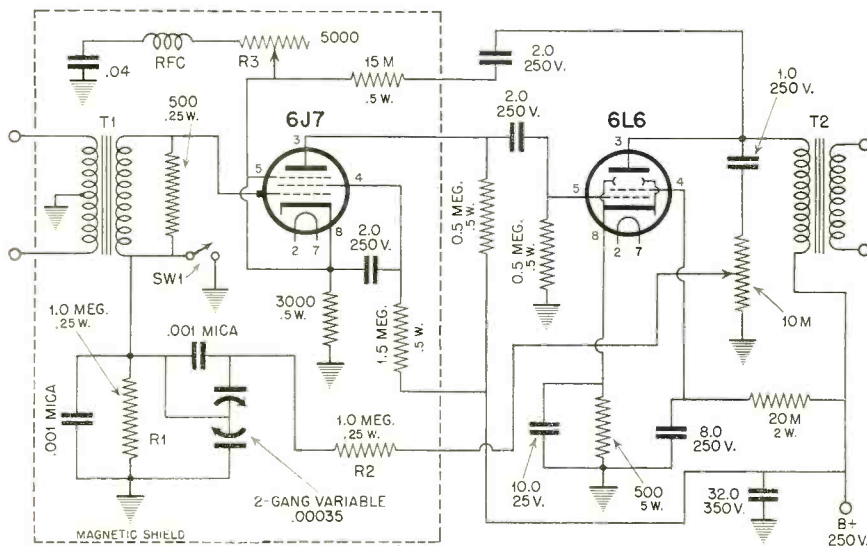 .04
RFC
R3
5000
15 M
.5 W.
2.0
250 V.
1.0
250 V.
T1
500
.25 W.
6J7
3
5
4
8
2 7
2.0
250 V.
6L6
3
5
4
8
2 7
T2
SW1
2.0
250 V.
0.5 MEG.
.5 W.
0.5 MEG.
.5 W.
3000
.5 W.
1.5 MEG.
.5 W.
10 M
1.0 MEG.
.25 W.
.001 MICA
.001 MICA
R1
1.0 MEG.
.25 W.
R2
2-GANG VARIABLE
.00035
MAGNETIC SHIELD
10.0
25 V.
500
5 W.
8.0
250 V.
20 M
2 W.
32.0
350 V.
B+
250 V.